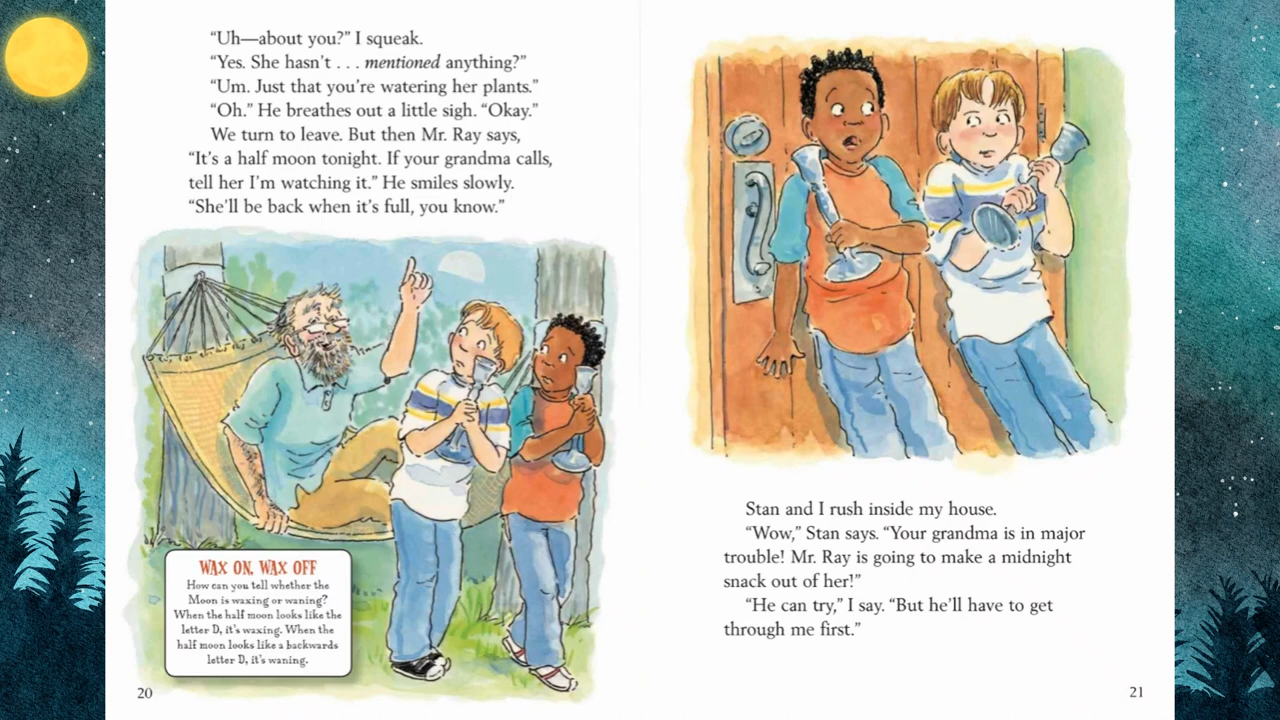 “Uh—about you?” I squeak.
“Yes. She hasn’t . . . mentioned anything?”
“Um. Just that you’re watering her plants.”
“Oh.” He breathes out a little sigh. “Okay.”
We turn to leave. But then Mr. Ray says,
“It’s a half moon tonight. If your grandma calls,
tell her I’m watching it.” He smiles slowly.
“She’ll be back when it’s full, you know.”
WAX ON, WAX OFF
How can you tell whether the
Moon is waxing or waning?
When the half moon looks like the
letter D, it’s waxing. When the
half moon looks like a backwards
letter D, it’s waning.
20
Stan and I rush inside my house.
“Wow,” Stan says. “Your grandma is in major
trouble! Mr. Ray is going to make a midnight
snack out of her!”
“He can try,” I say. “But he’ll have to get
through me first.”
21